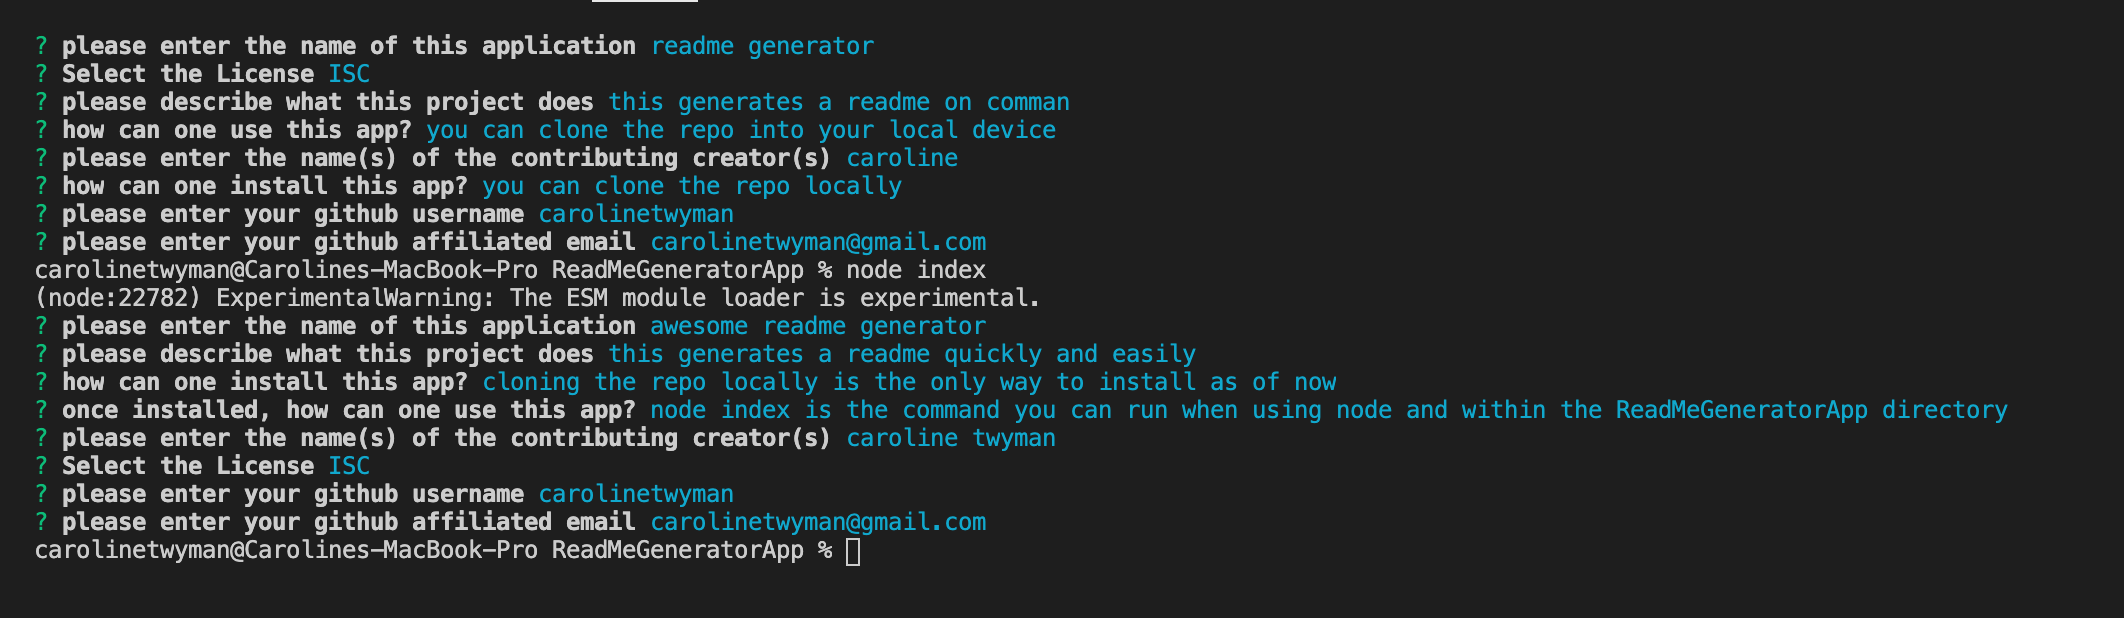 ? please enter the name of this application readme generator
? Select the License ISC
? please describe what this project does this generates a readme on comman
? how can one use this app? you can clone the repo into your local device
? please enter the name(s) of the contributing creator(s) caroline
? how can one install this app? you can clone the repo locally
? please enter your github username carolinetwyman
? please enter your github affiliated email carolinetwyman@gmail.com
carolinetwyman@Carolines-MacBook-Pro ReadMeGeneratorApp % node index
(node:22782) ExperimentalWarning: The ESM module loader is experimental.
? please enter the name of this application awesome readme generator
? please describe what this project does this generates a readme quickly and easily
? how can one install this app? cloning the repo locally is the only way to install as of now
? once installed, how can one use this app? node index is the command you can run when using node and within the ReadMeGeneratorApp directory
? please enter the name(s) of the contributing creator(s) caroline twyman
? Select the License ISC
? please enter your github username carolinetwyman
? please enter your github affiliated email carolinetwyman@gmail.com
carolinetwyman@Carolines-MacBook-Pro ReadMeGeneratorApp %